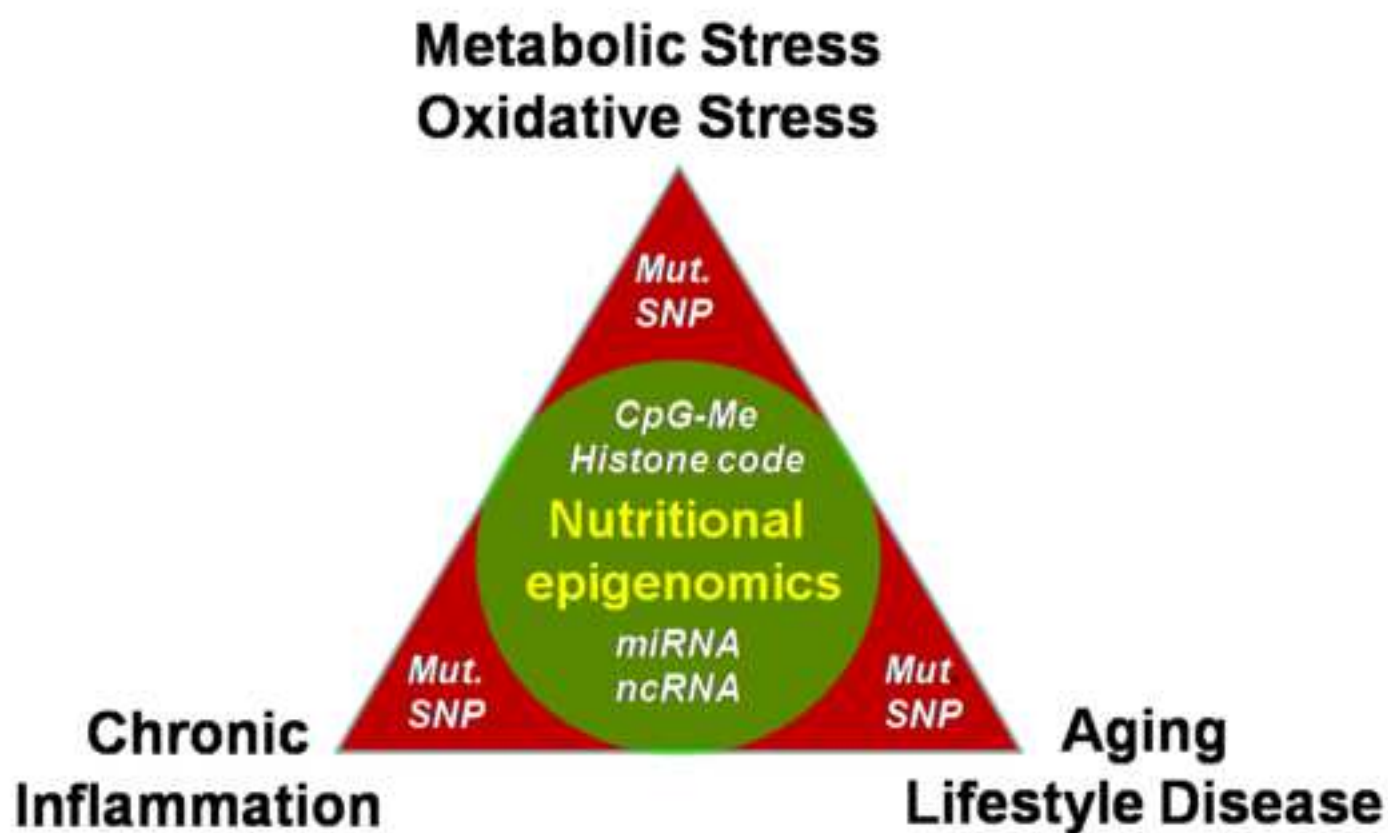 Metabolic Stress
Oxidative Stress
Mut.
SNP
CpG-Me
Histone code
Nutritional
epigenomics
miRNA
ncRNA
Mut.
SNP
Mut.
SNP
Chronic
Inflammation
Aging
Lifestyle Disease